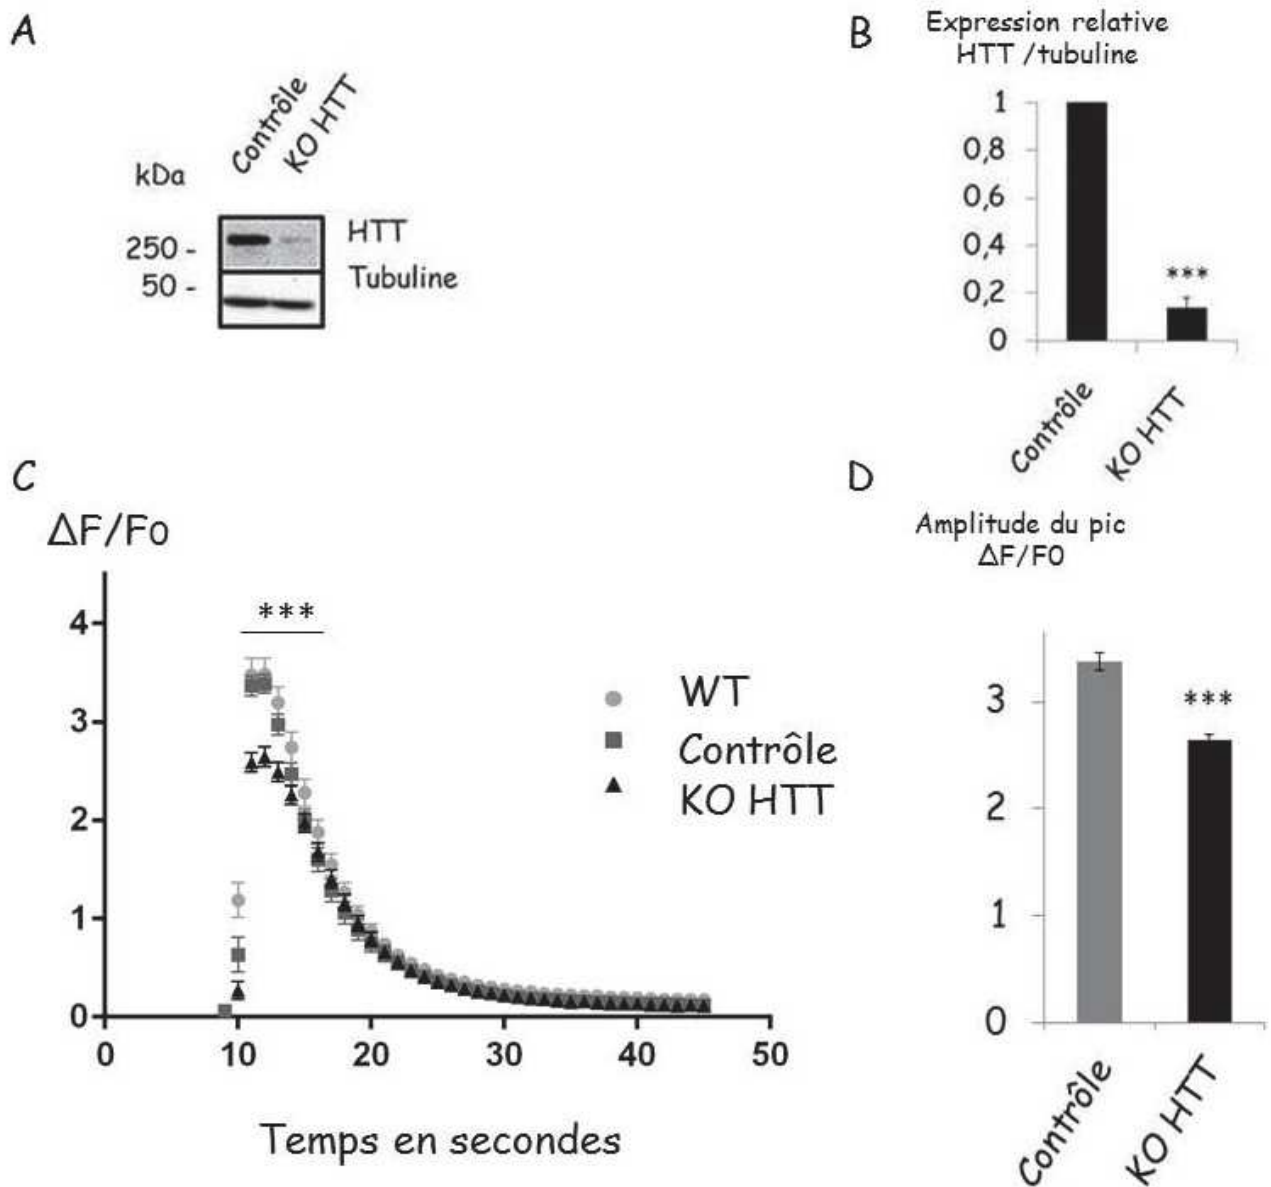 A
Contrôle
KO HTT
kDa
250 -
50 -
HTT
Tubuline
B
Expression relative
HTT /tubuline
1
0,8
0,6
0,4
0,2
0
***
Contrôle
KO HTT
C
ΔF/Fo
4
3
2
1
0
***
WT
Contrôle
KO HTT
0 10 20 30 40 50
Temps en secondes
D
Amplitude du pic
ΔF/F0
3
2
1
0
***
Contrôle
KO HTT